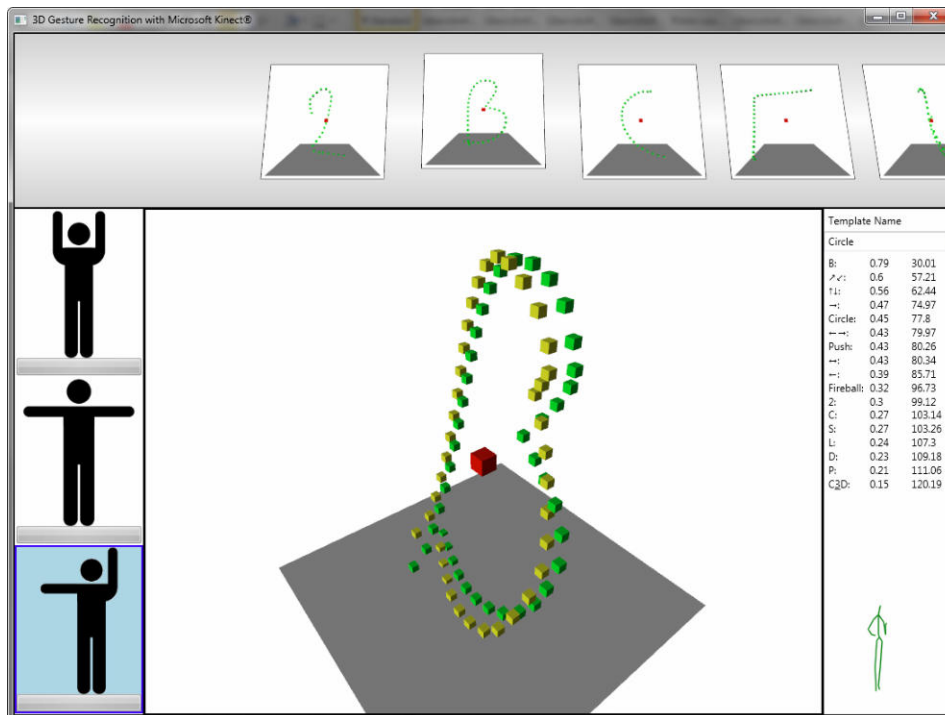 3D Gesture Recognition with Microsoft Kinect®
Template Name
Circle
B: 0.79 30.01
↗↙: 0.6 57.21
↑↓: 0.56 62.44
→: 0.47 74.97
Circle: 0.45 77.8
←→: 0.43 79.97
Push: 0.43 80.26
↔: 0.43 80.34
←: 0.39 85.71
Fireball: 0.32 96.73
2: 0.3 99.12
C: 0.27 103.14
S: 0.27 103.26
L: 0.24 107.3
D: 0.23 109.18
P: 0.21 111.06
C3D: 0.15 120.19